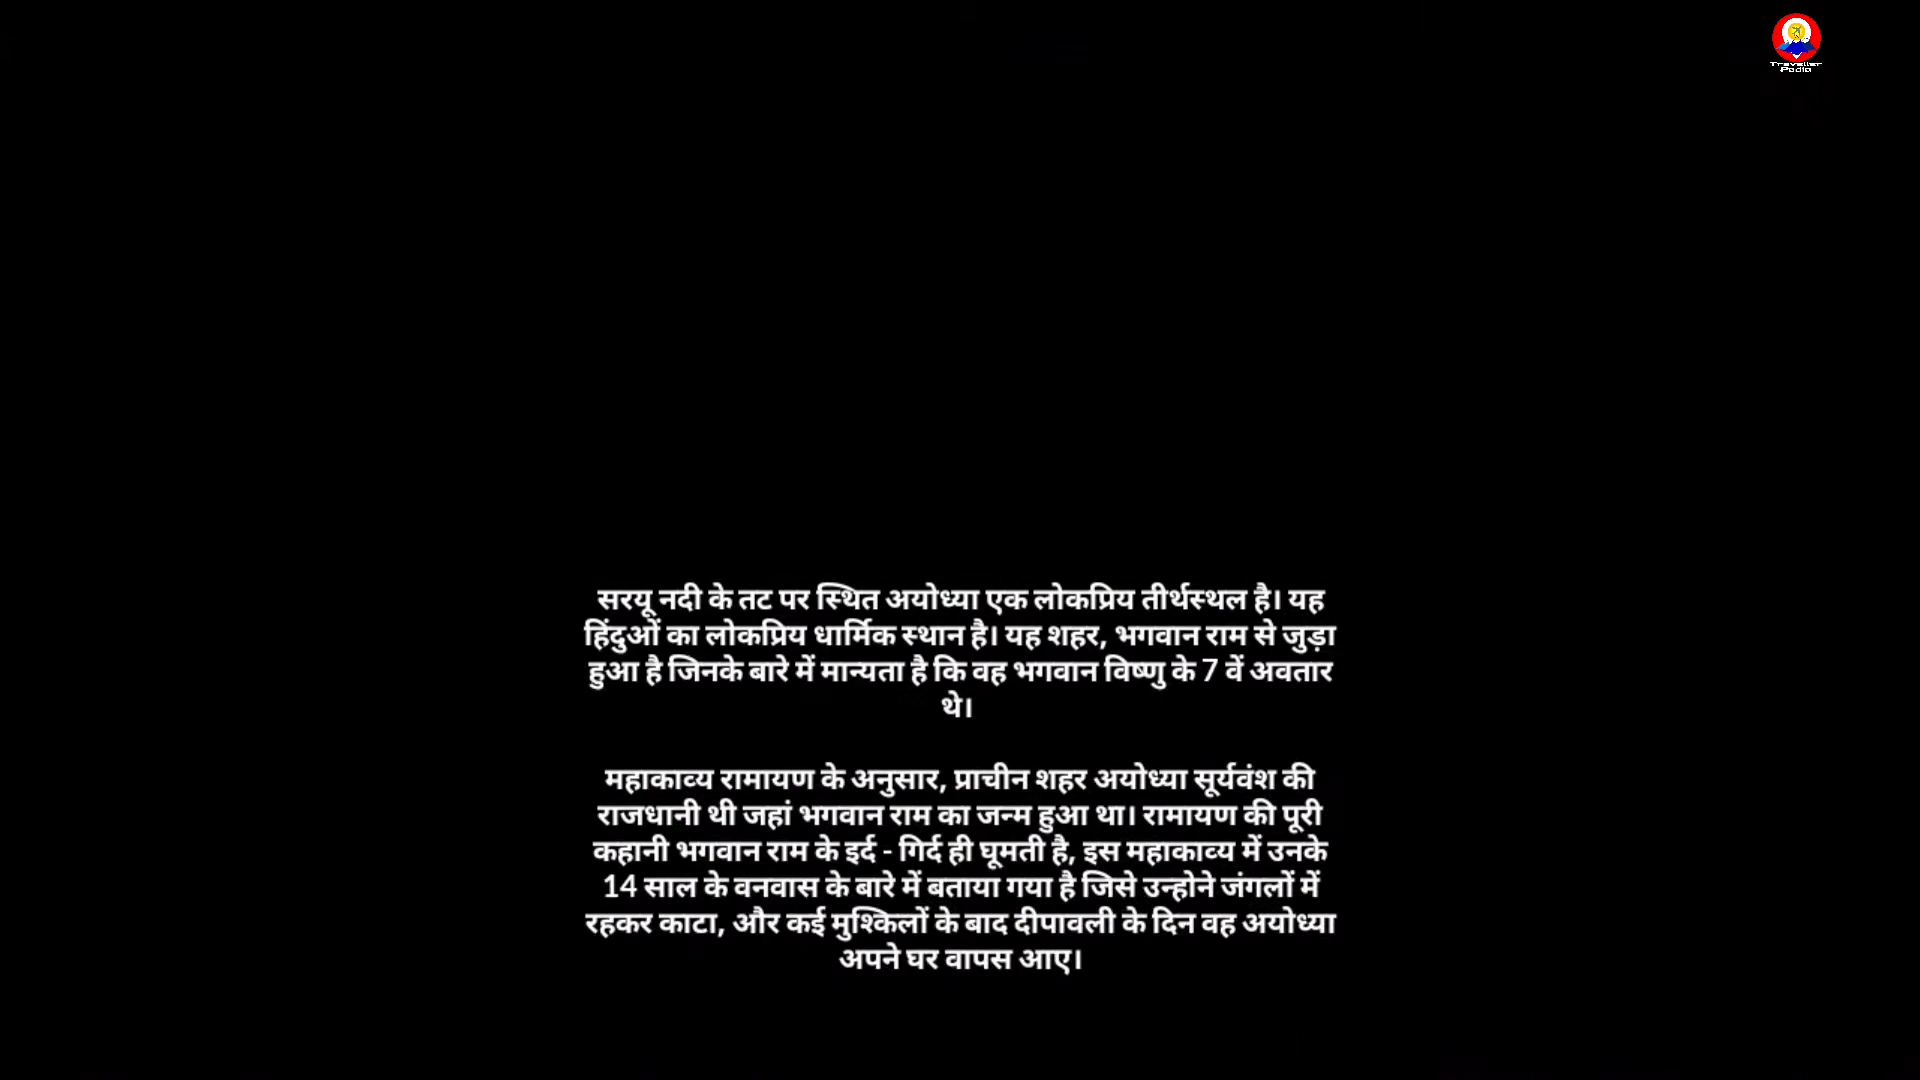 Traveller
Pedia
सरयू नदी के तट पर स्थित अयोध्या एक लोकप्रिय तीर्थस्थल है। यह
हिंदुओं का लोकप्रिय धार्मिक स्थान है। यह शहर, भगवान राम से जुड़ा
हुआ है जिनके बारे में मान्यता है कि वह भगवान विष्णु के 7 वें अवतार
थे।
महाकाव्य रामायण के अनुसार, प्राचीन शहर अयोध्या सूर्यवंश की
राजधानी थी जहां भगवान राम का जन्म हुआ था। रामायण की पूरी
कहानी भगवान राम के इर्द - गिर्द ही घूमती है, इस महाकाव्य में उनके
14 साल के वनवास के बारे में बताया गया है जिसे उन्होने जंगलों में
रहकर काटा, और कई मुश्किलों के बाद दीपावली के दिन वह अयोध्या
अपने घर वापस आए।